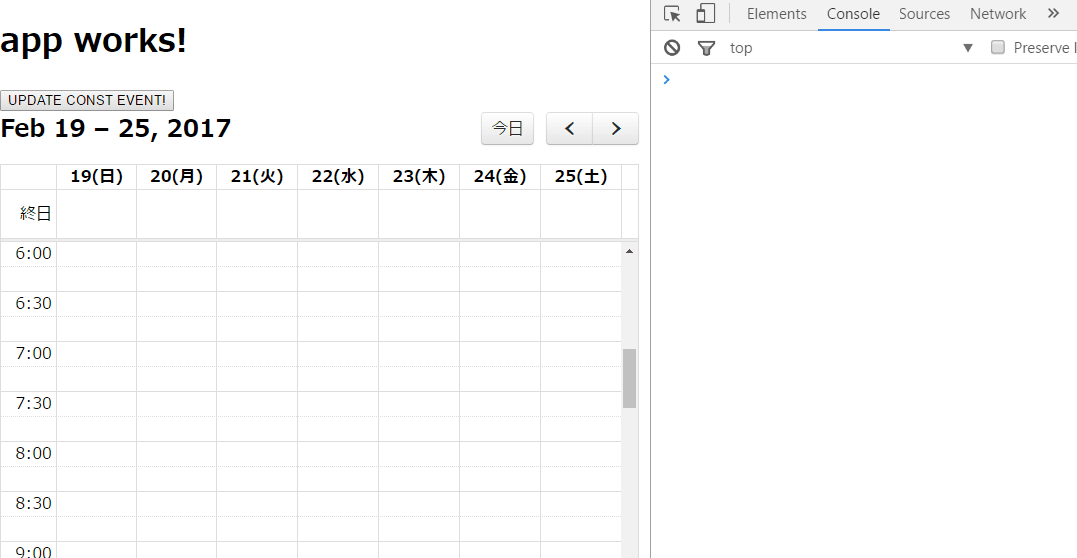 app works!
UPDATE CONST EVENT!
Feb 19 – 25, 2017
今日
19(日) 20(月) 21(火) 22(水) 23(木) 24(金) 25(土)
終日
6:00
6:30
7:00
7:30
8:00
8:30
9:00
Elements Console Sources Network
top
Preserve